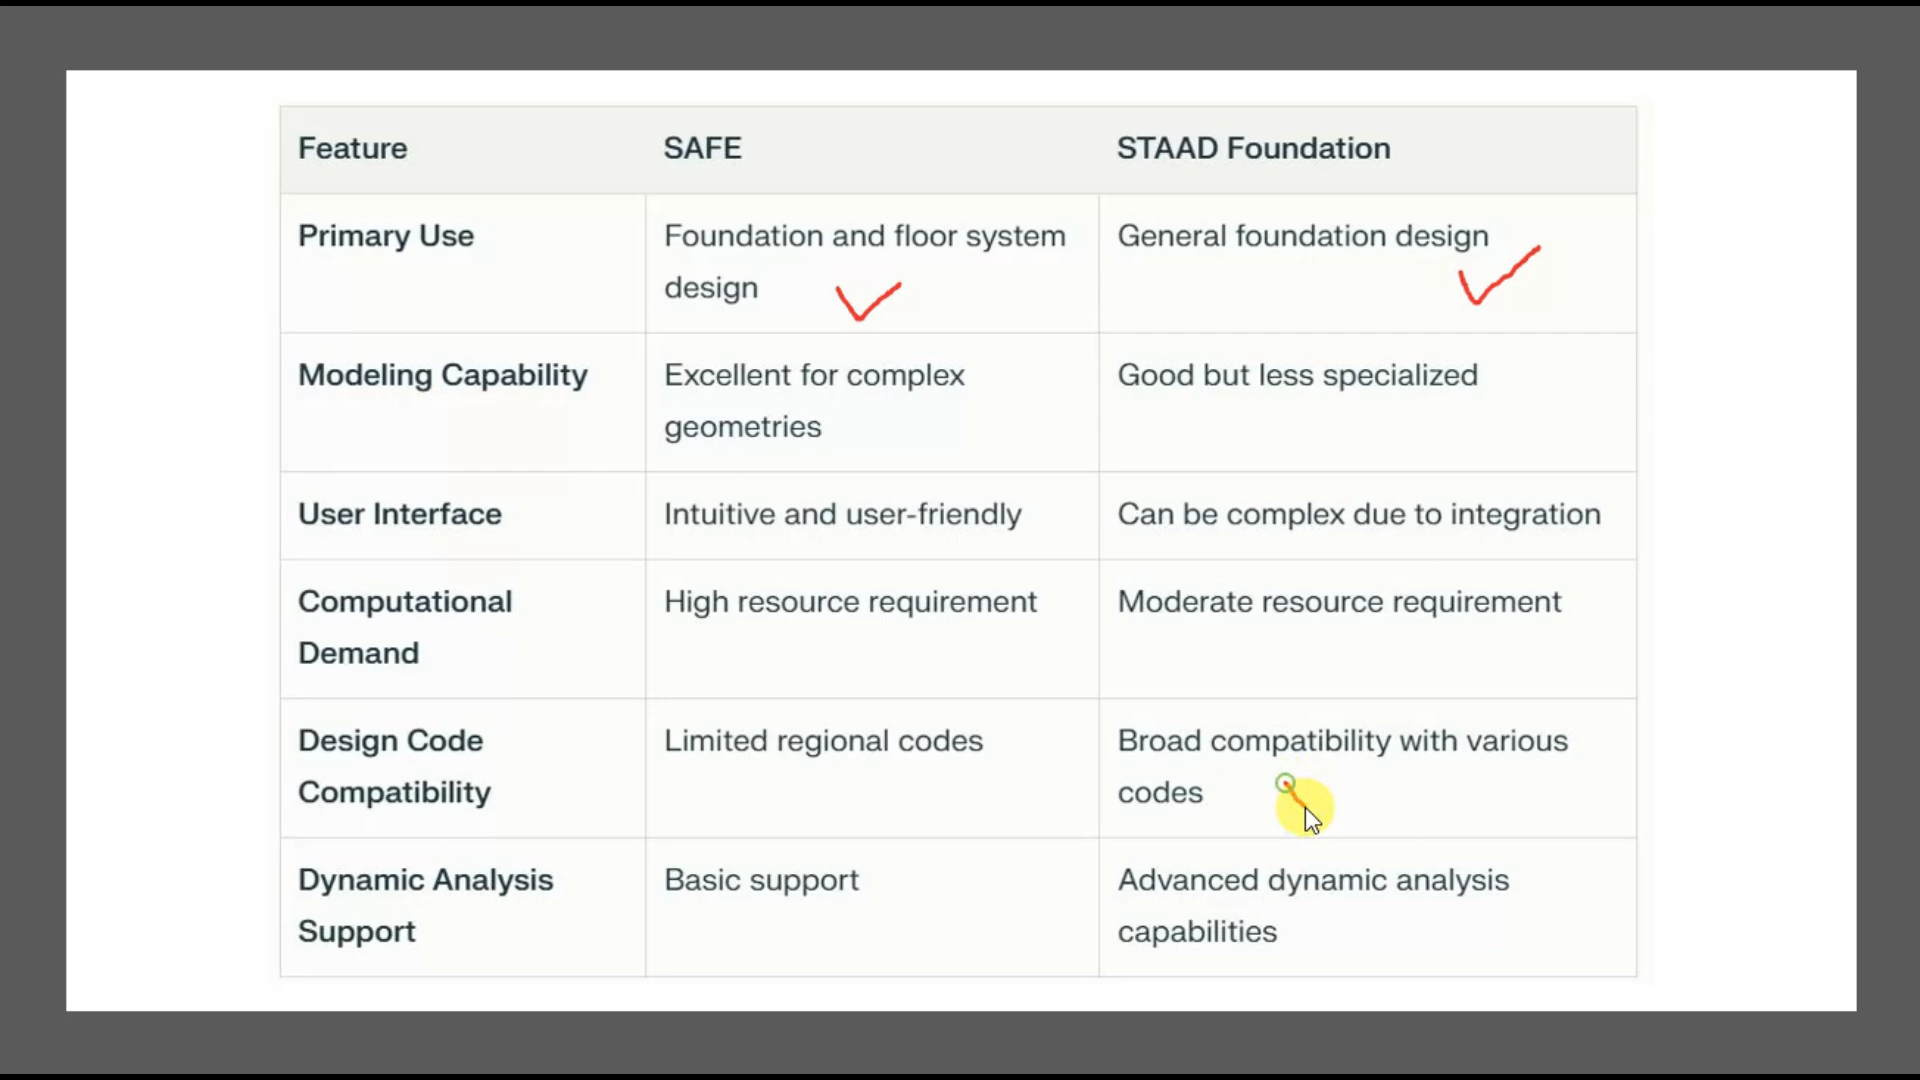 Feature SAFE STAAD Foundation
Primary Use Foundation and floor system General foundation design
design
Modeling Capability Excellent for complex Good but less specialized
geometries
User Interface Intuitive and user-friendly Can be complex due to integration
Computational High resource requirement Moderate resource requirement
Demand
Design Code Limited regional codes Broad compatibility with various
Compatibility codes
Dynamic Analysis Basic support Advanced dynamic analysis
Support capabilities